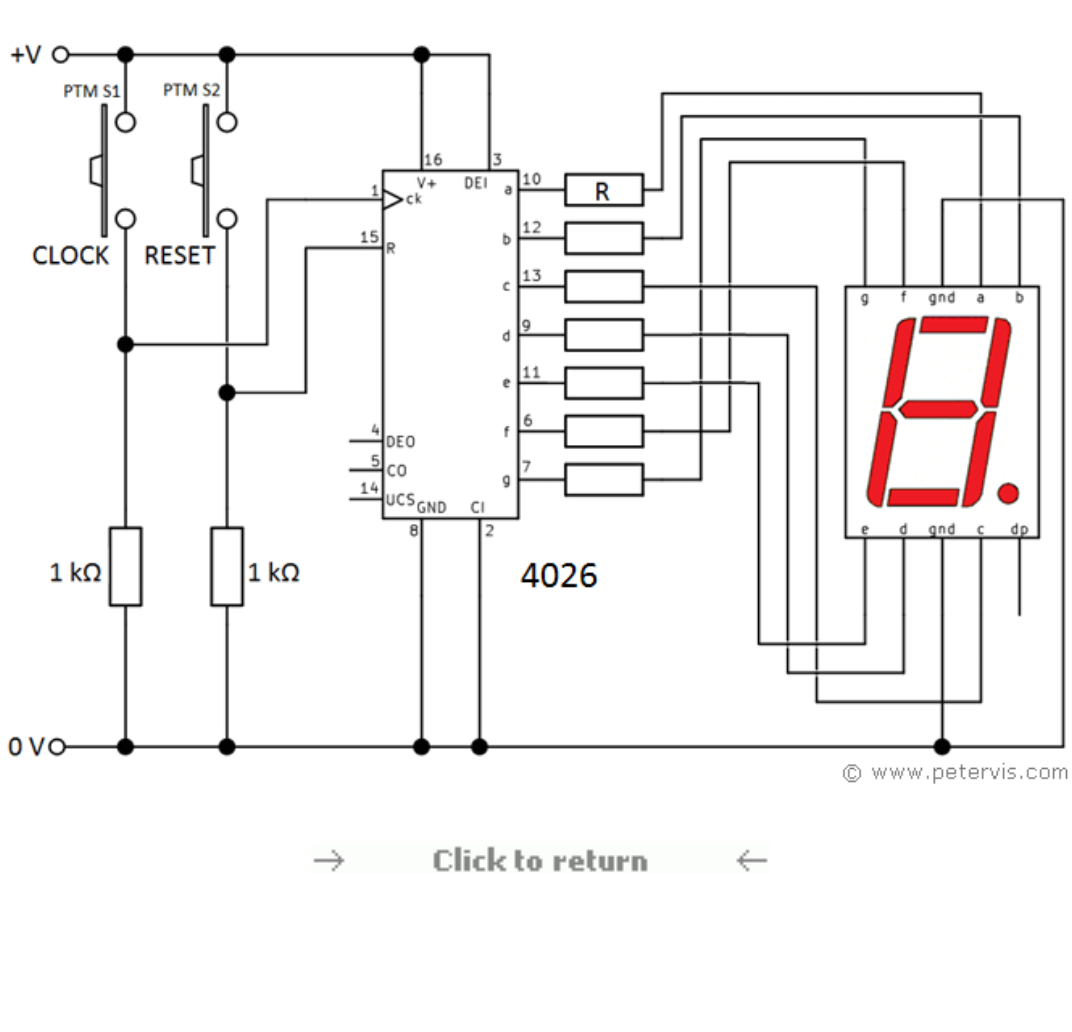 +V
PTM S1 PTM S2
16 3
V+ DEI
1 ck
a 10 R
CLOCK RESET
15 R
b 12
c 13
g f gnd a b
d 9
e 11
4 DEO
f 6
5 CO
g 7
14 UCS
GND CI
8 2
e d gnd c dp
1 kΩ 1 kΩ
4026
0 V
© www.petervis.com
→ Click to return ←